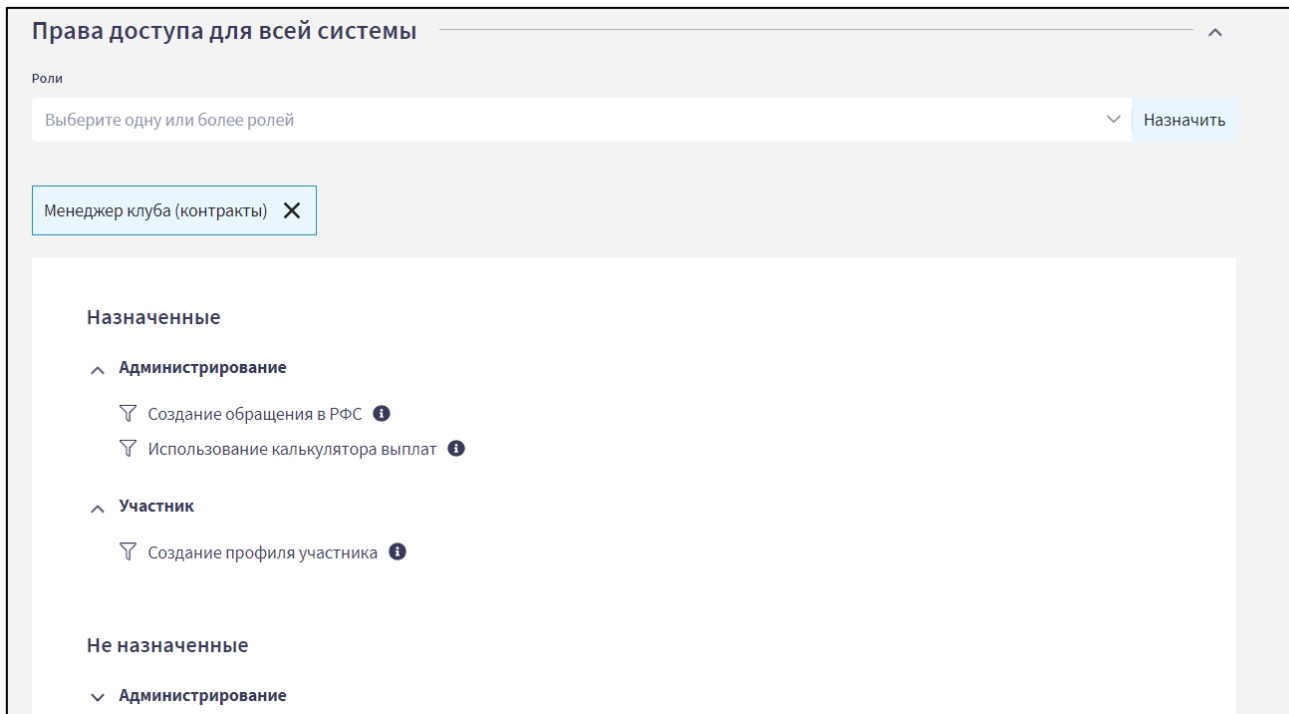 Права доступа для всей системы
Роли
Выберите одну или более ролей
Назначить
Менеджер клуба (контракты)
Назначенные
Администрирование
Создание обращения в РФС
Использование калькулятора выплат
Участник
Создание профиля участника
Не назначенные
Администрирование